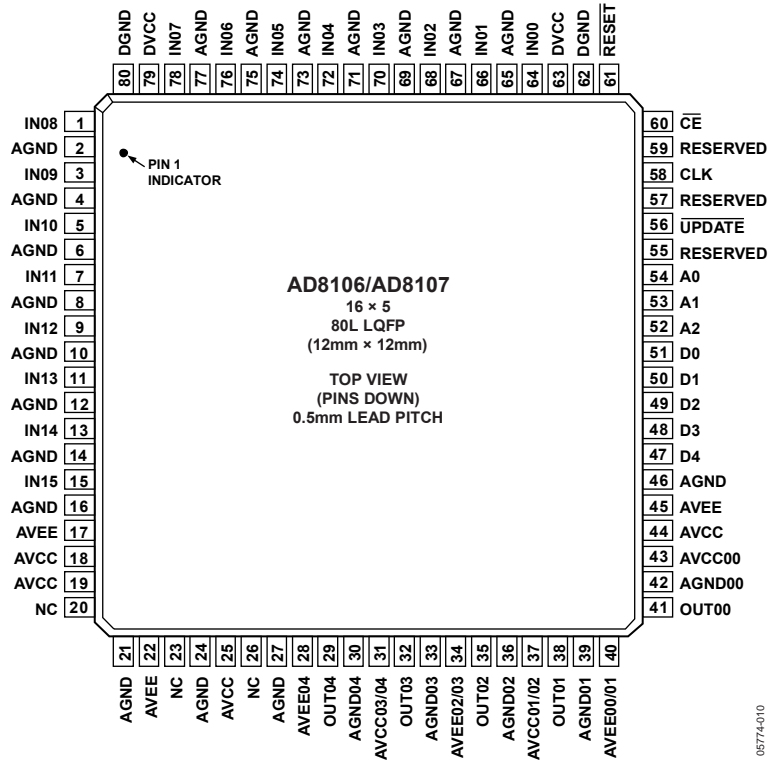 80 DGND
79 DVCC
78 IN07
77 AGND
76 IN06
75 AGND
74 IN05
73 AGND
72 IN04
71 AGND
70 IN03
69 AGND
68 IN02
67 AGND
66 IN01
65 AGND
64 IN00
63 DVCC
62 DGND
61 RESET
IN08 1
AGND 2
IN09 3
AGND 4
IN10 5
AGND 6
IN11 7
AGND 8
IN12 9
AGND 10
IN13 11
AGND 12
IN14 13
AGND 14
IN15 15
AGND 16
AVEE 17
AVCC 18
AVCC 19
NC 20
PIN 1
INDICATOR
AD8106/AD8107
16 × 5
80L LQFP
(12mm × 12mm)
TOP VIEW
(PINS DOWN)
0.5mm LEAD PITCH
60 CE
59 RESERVED
58 CLK
57 RESERVED
56 UPDATE
55 RESERVED
54 A0
53 A1
52 A2
51 D0
50 D1
49 D2
48 D3
47 D4
46 AGND
45 AVEE
44 AVCC
43 AVCC00
42 AGND00
41 OUT00
AGND 21
AVEE 22
NC 23
AGND 24
AVCC 25
NC 26
AGND 27
AVEE04 28
OUT04 29
AGND04 30
AVCC03/04 31
OUT03 32
AGND03 33
AVEE02/03 34
OUT02 35
AGND02 36
AVCC01/02 37
OUT01 38
AGND01 39
AVEE00/01 40
05774-010